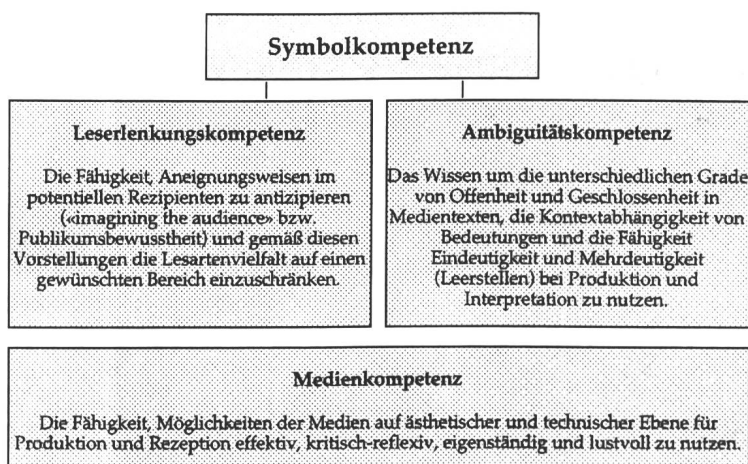 Symbolkompetenz
Leserlenkungskompetenz
Die Fähigkeit, Aneignungsweisen im
potentiellen Rezipienten zu antizipieren
(«imagining the audience» bzw.
Publikumsbewusstheit) und gemäß diesen
Vorstellungen die Lesartenvielfalt auf einen
gewünschten Bereich einzuschränken.
Ambiguitätskompetenz
Das Wissen um die unterschiedlichen Grade
von Offenheit und Geschlossenheit in
Medientexten, die Kontextabhängigkeit von
Bedeutungen und die Fähigkeit
Eindeutigkeit und Mehrdeutigkeit
(Leerstellen) bei Produktion und
Interpretation zu nutzen.
Medienkompetenz
Die Fähigkeit, Möglichkeiten der Medien auf ästhetischer und technischer Ebene für
Produktion und Rezeption effektiv, kritisch-reflexiv, eigenständig und lustvoll zu nutzen.